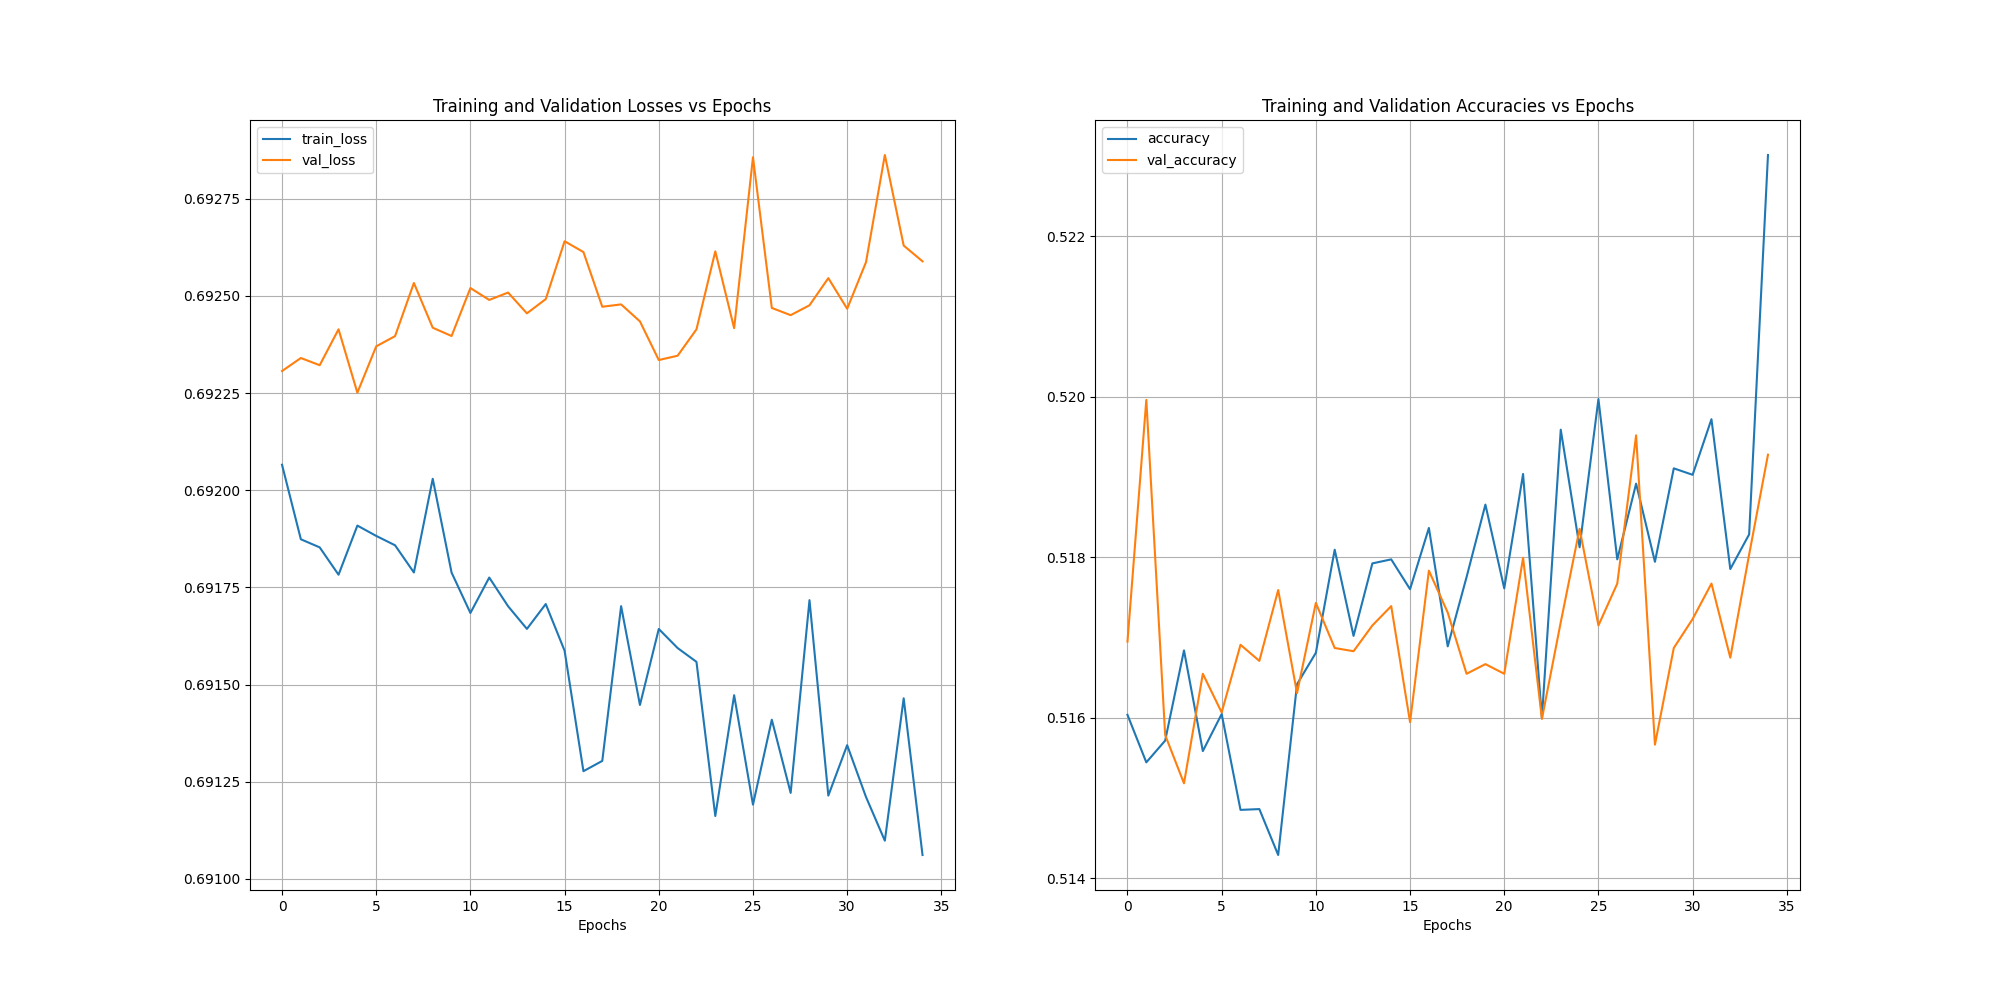 Training and Validation Losses vs Epochs
train_loss
val_loss
0.69275
0.69250
0.69225
0.69200
0.69175
0.69150
0.69125
0.69100
0 5 10 15 20 25 30 35
Epochs
Training and Validation Accuracies vs Epochs
accuracy
val_accuracy
0.522
0.520
0.518
0.516
0.514
0 5 10 15 20 25 30 35
Epochs